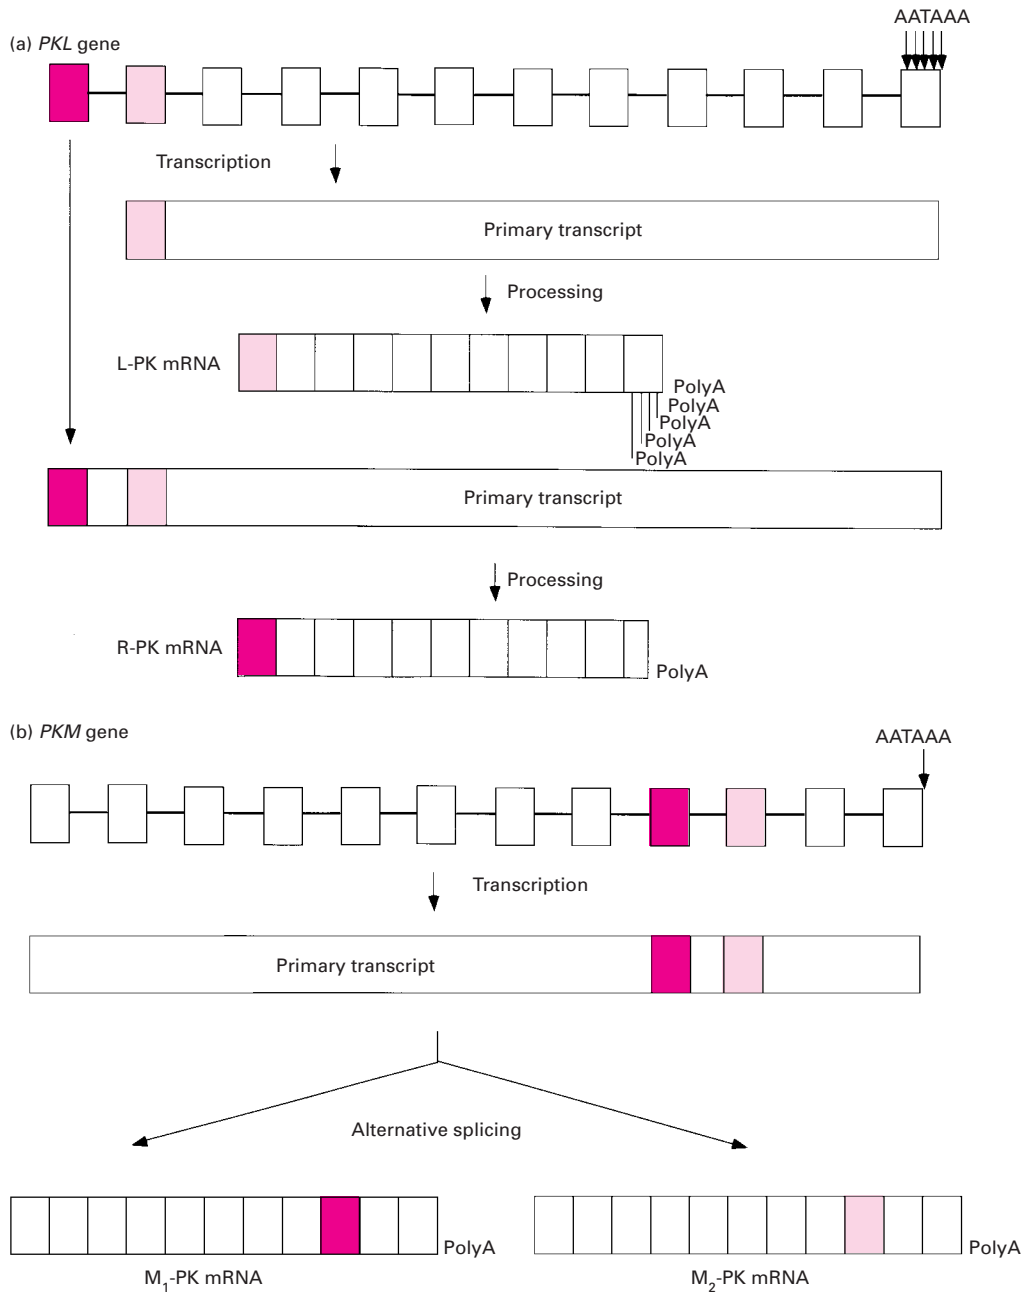 AATAAA
(a) PKL gene
Transcription
Primary transcript
Processing
L-PK mRNA
PolyA
PolyA
PolyA
PolyA
PolyA
Primary transcript
Processing
R-PK mRNA
PolyA
(b) PKM gene
AATAAA
Transcription
Primary transcript
Alternative splicing
PolyA
PolyA
M₁-PK mRNA
M₂-PK mRNA